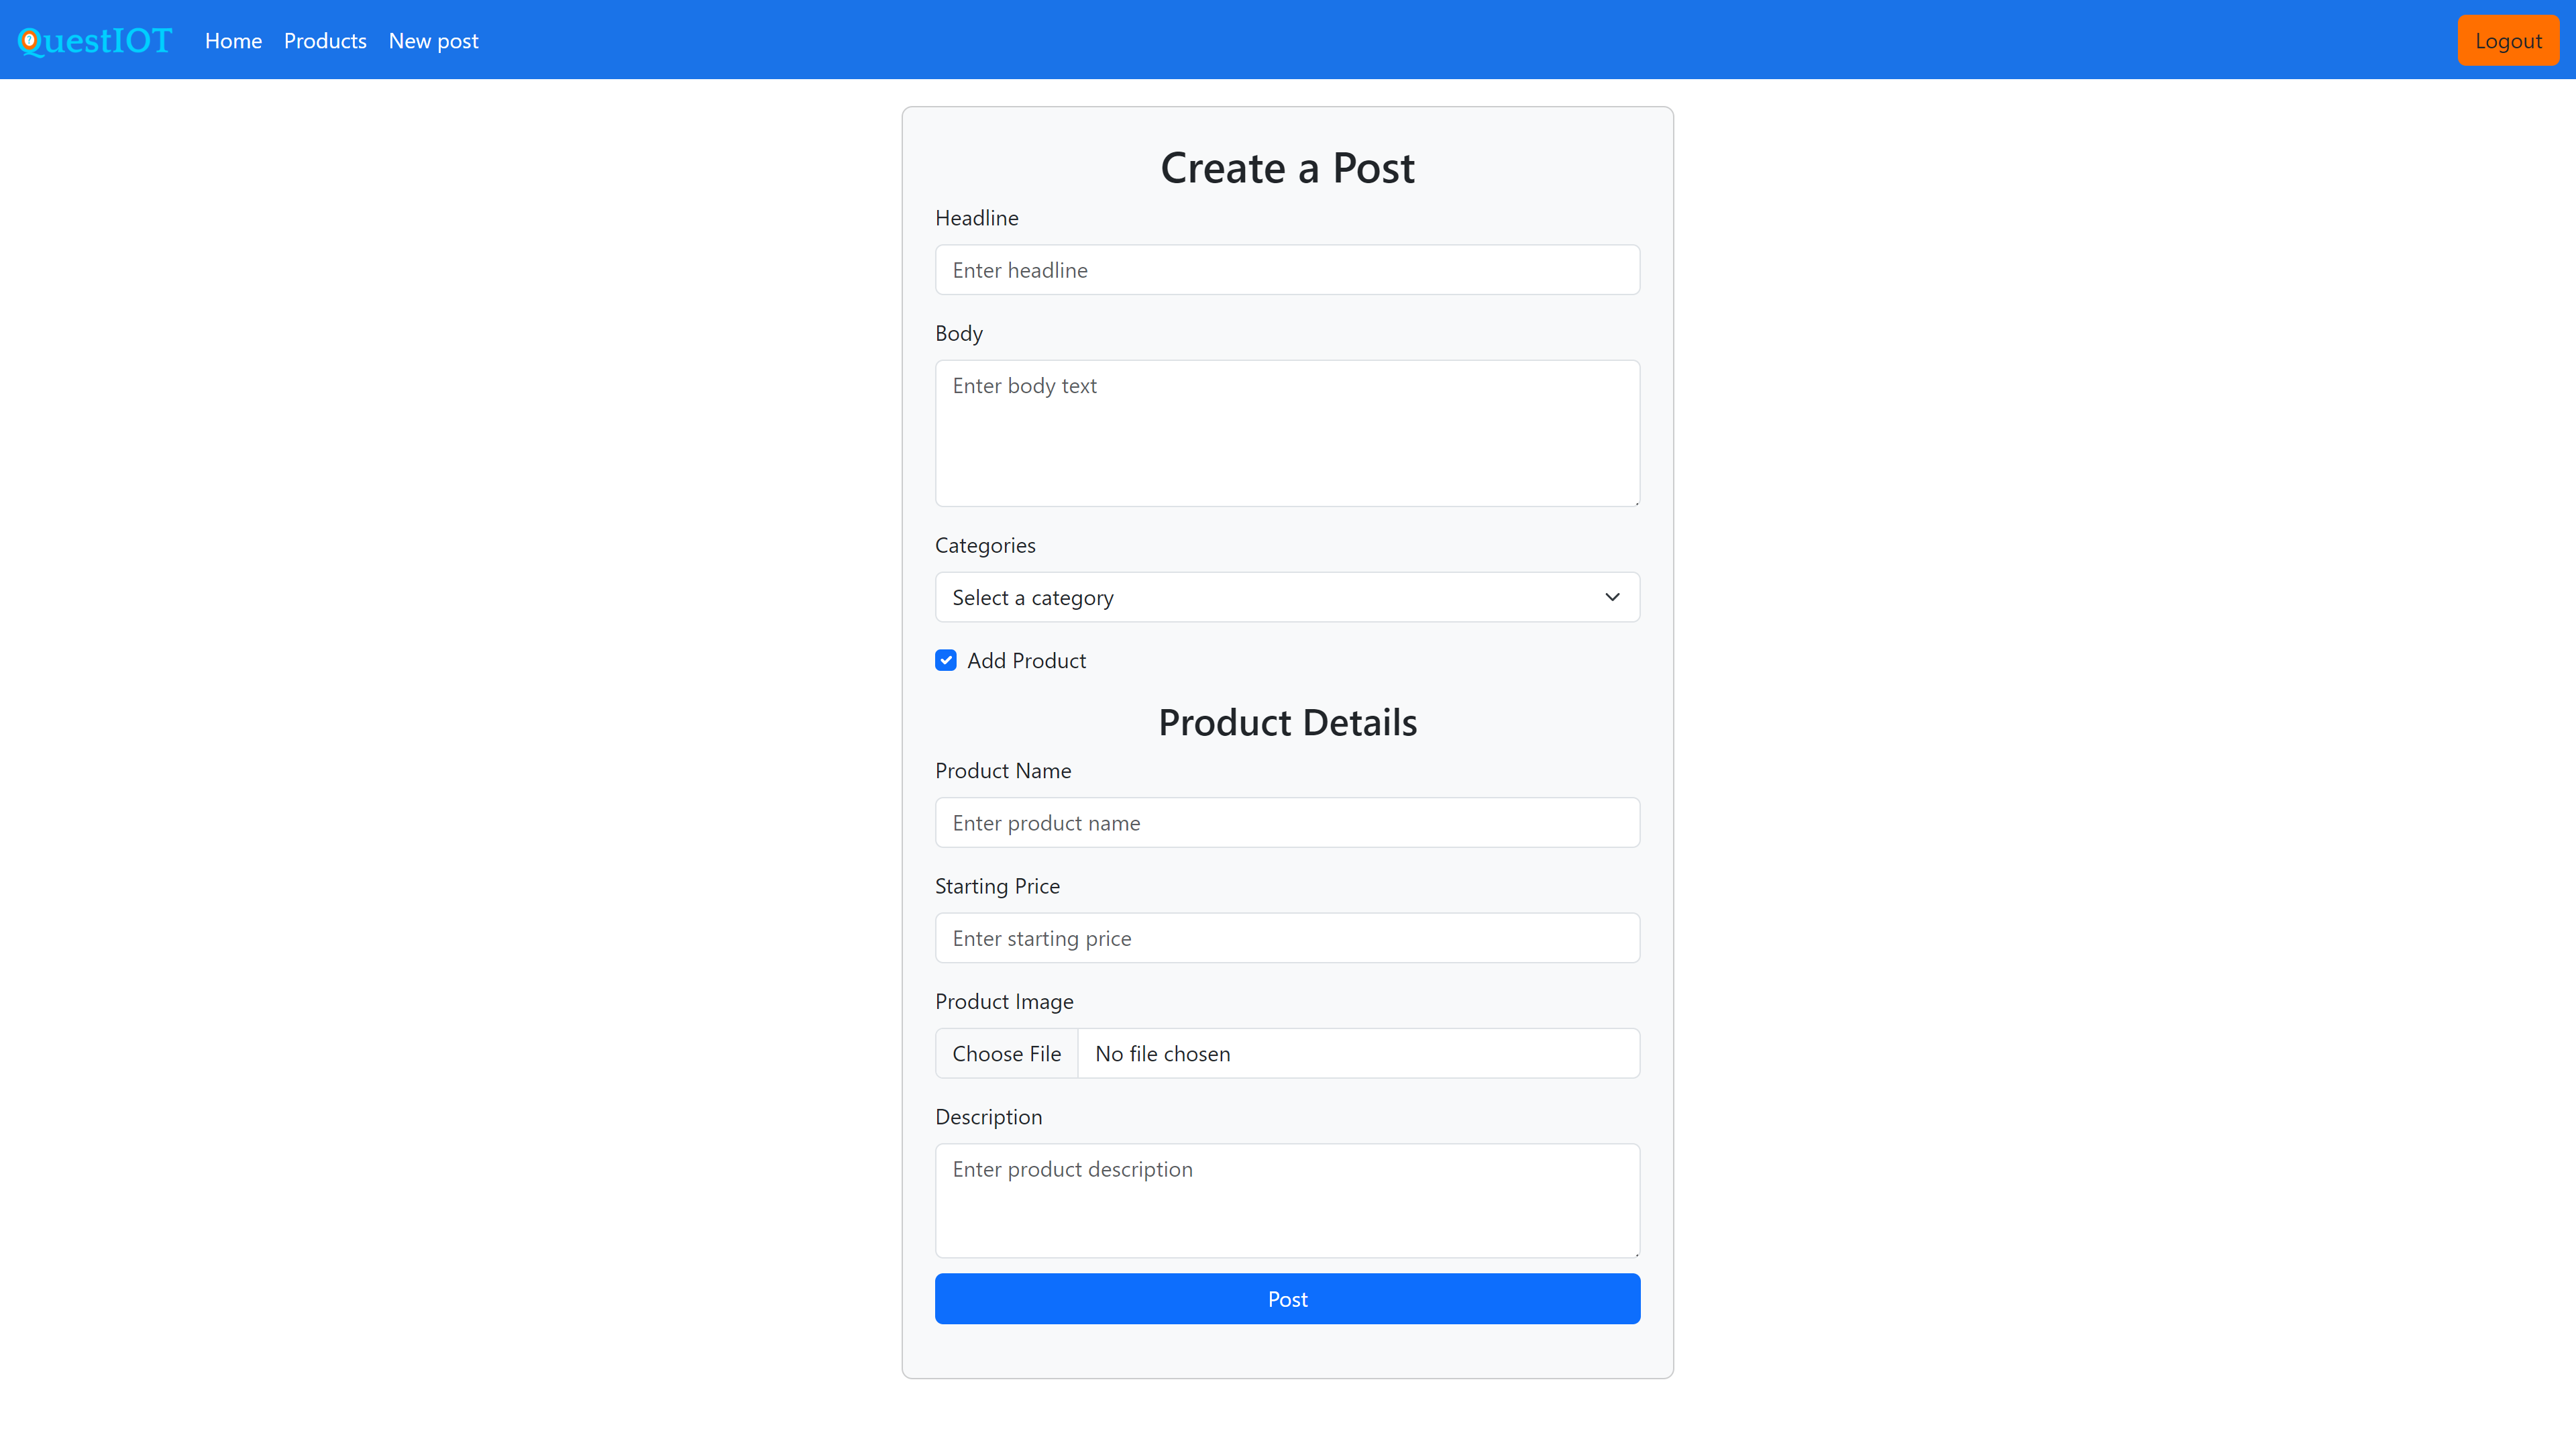 QuestIOT Home Products New post Logout
Create a Post
Headline
Enter headline
Body
Enter body text
Categories
Select a category
Add Product
Product Details
Product Name
Enter product name
Starting Price
Enter starting price
Product Image
Choose File No file chosen
Description
Enter product description
Post